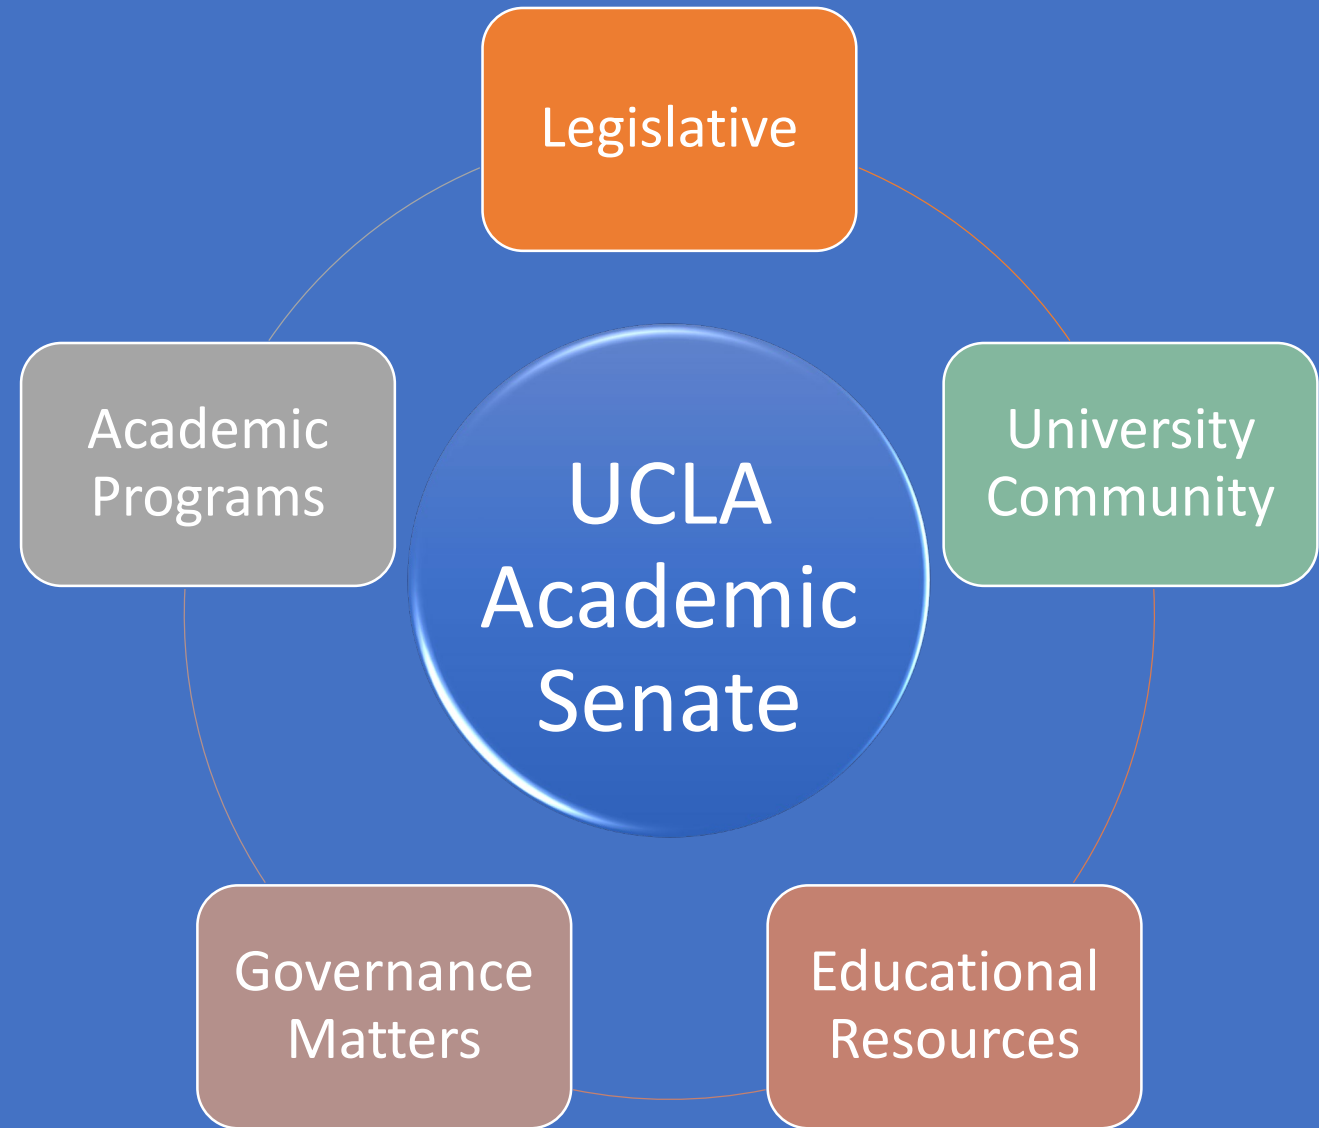 Legislative
Academic
Programs
University
Community
UCLA
Academic
Senate
Governance
Matters
Educational
Resources